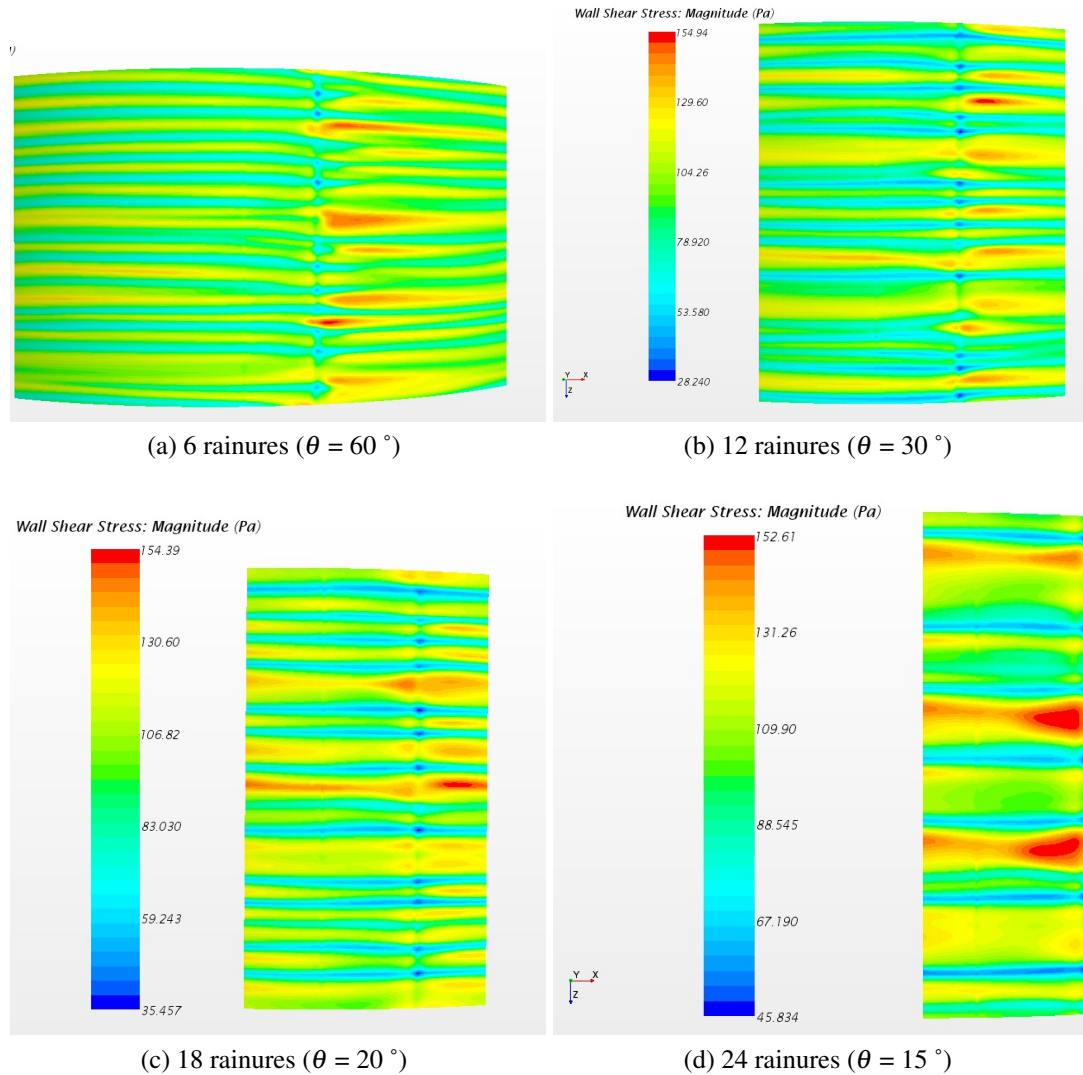 )
(a) 6 rainures (θ = 60 °)
Wall Shear Stress: Magnitude (Pa)
154.94
129.60
104.26
78.920
53.580
28.240
Y X
Z
(b) 12 rainures (θ = 30 °)
Wall Shear Stress: Magnitude (Pa)
154.39
130.60
106.82
83.030
59.243
35.457
(c) 18 rainures (θ = 20 °)
Wall Shear Stress: Magnitude (Pa)
152.61
131.26
109.90
88.545
67.190
45.834
Y X
Z
(d) 24 rainures (θ = 15 °)